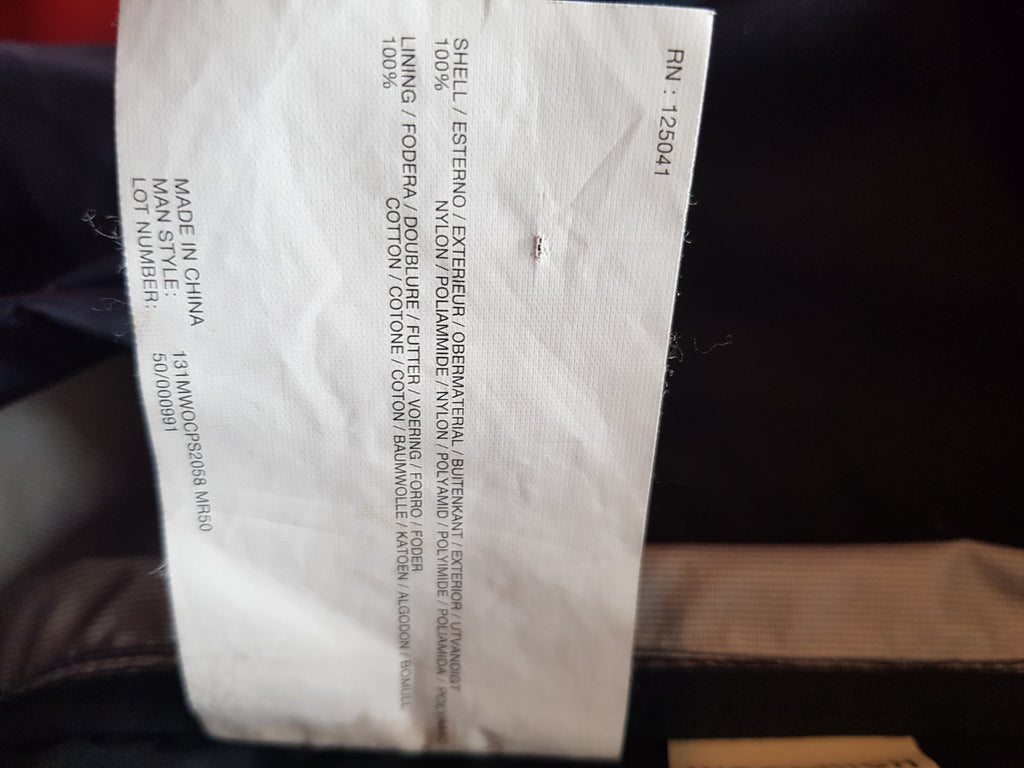 RN : 125041
SHELL / ESTERNO / EXTERIEUR / OBERMATERIAL / BUITENKANT / EXTERIOR / UTVANDIGT
100% NYLON / POLIAMMIDE / NYLON / POLYAMID / POLYIMIDE / POLIAMIDA /
LINING / FODERA / DOUBLURE / FUTTER / VOERING / FORRO / FODER
100% COTTON / COTONE / COTON / BAUMWOLLE / KATOEN / ALGODON / BOMULL
MADE IN CHINA
MAN STYLE: 131MWOCPS2058 MR50
LOT NUMBER: 50/000991